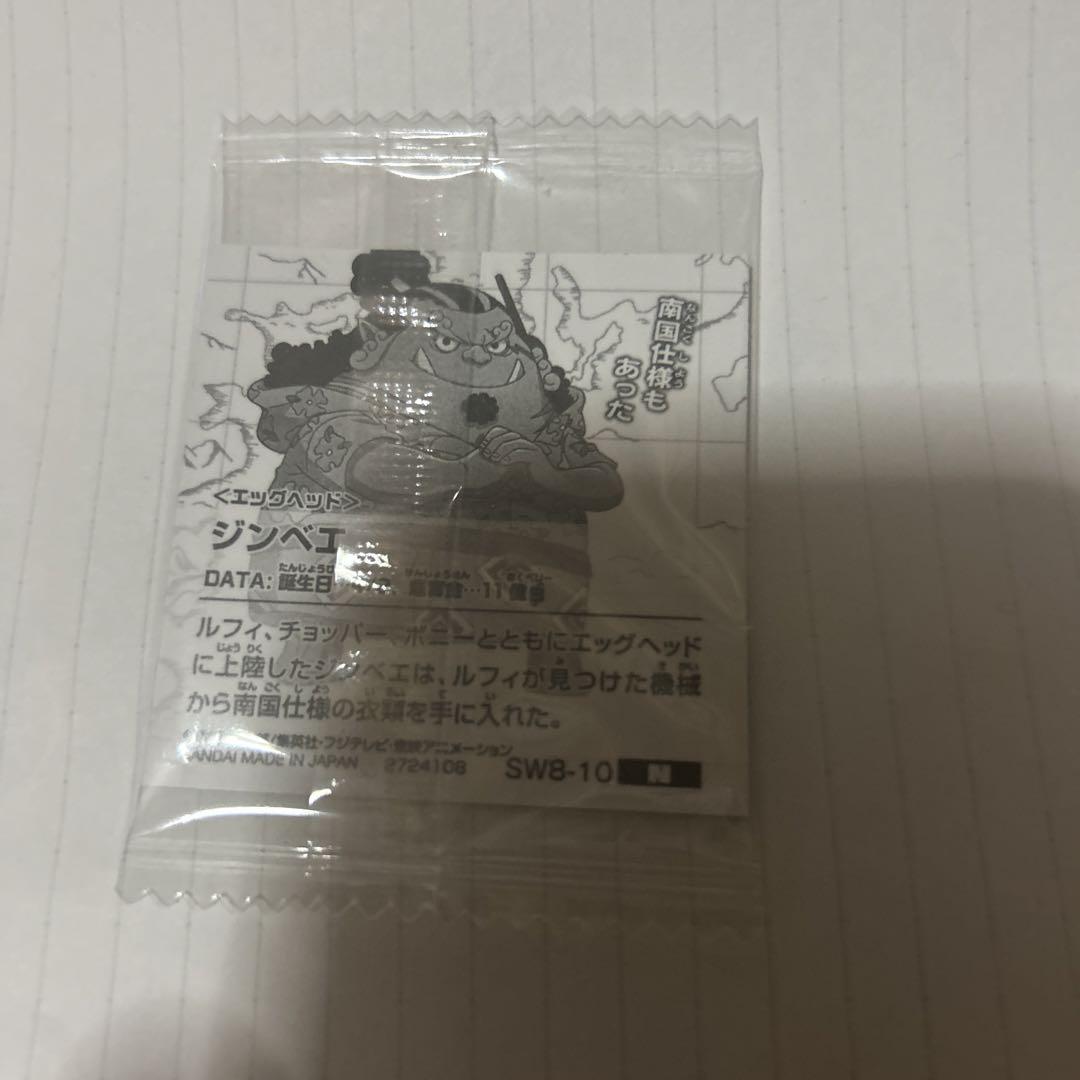 南国仕様も
あった
<エッグヘッド>
ジンベエ
DATA: 誕生日 …11億
ルフィ、チョッパー、ボニーとともにエッグヘッド
に上陸したジンベエは、ルフィが見つけた機械
から南国仕様の衣類を手に入れた。
/集英社・フジテレビ・東映アニメーション
BANDAI MADE IN JAPAN 2724108 SW8-10 N